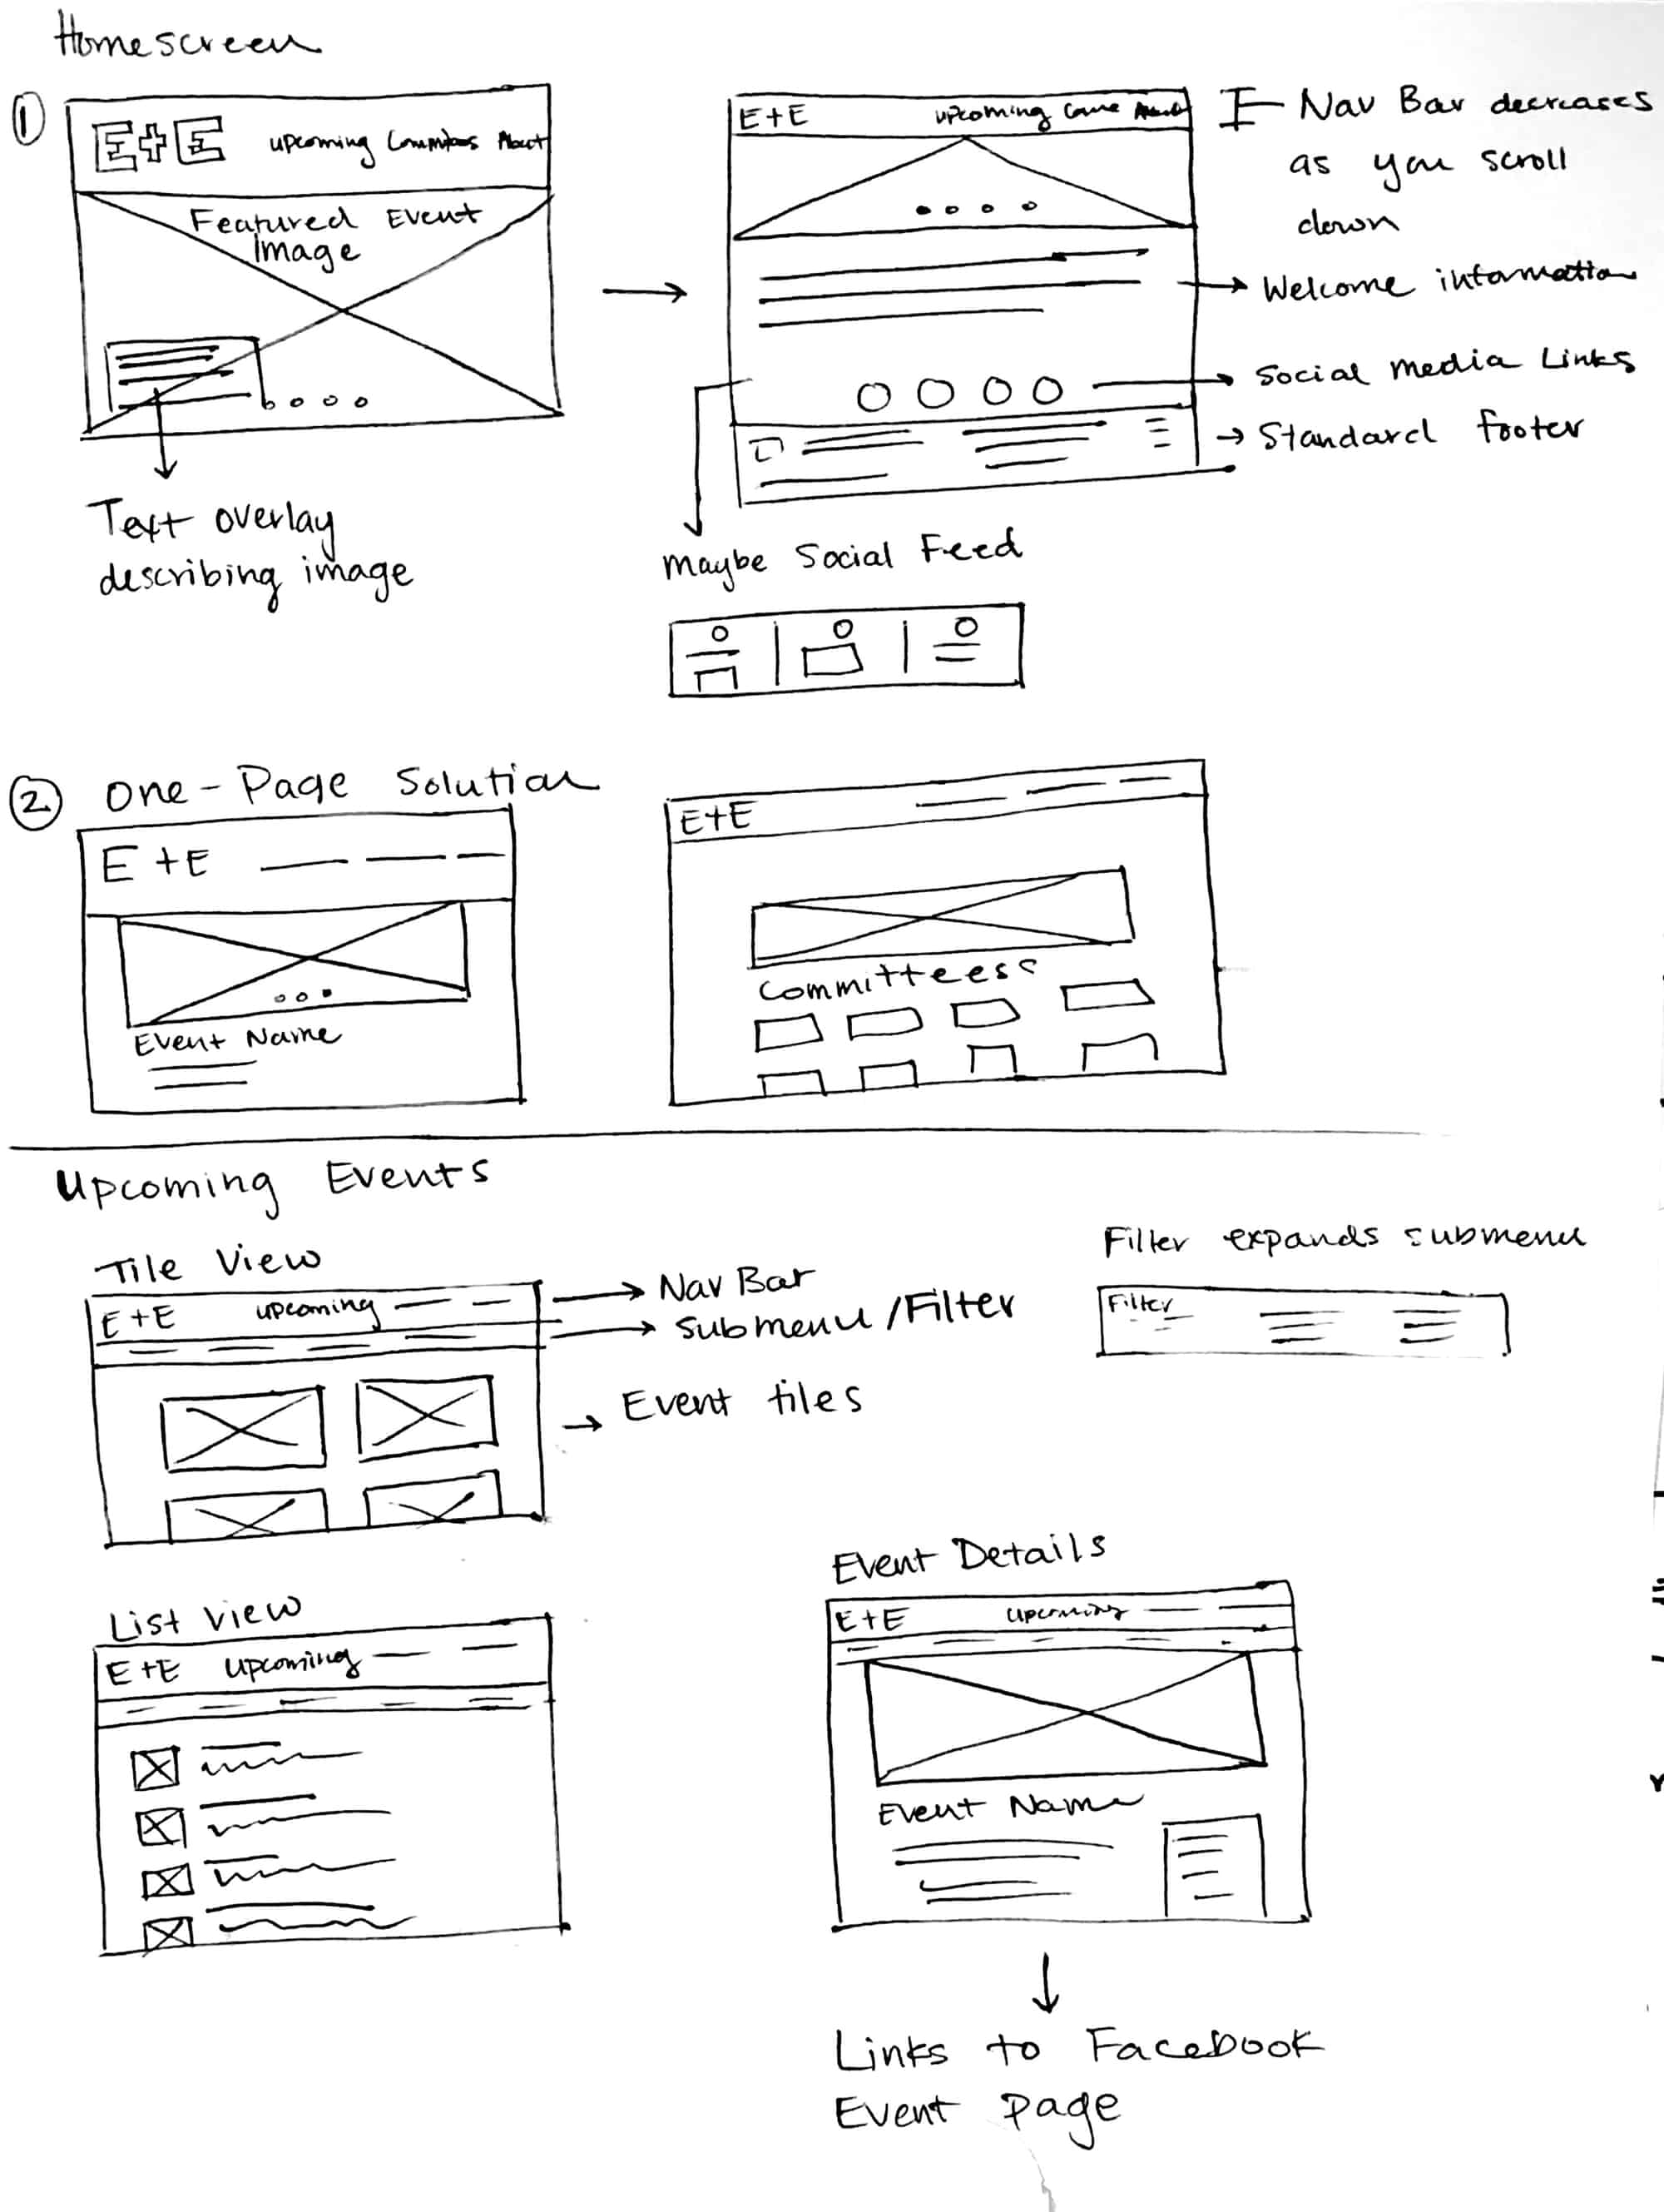 Homescreen
1
E+E upcoming Committees About
Featured Event
Image
Text overlay
describing image
E+E upcoming
Nav Bar decreases
as you scroll
down
Welcome information
Social media Links
Standard footer
Maybe Social Feed
2 One-Page Solution
E+E
Event Name
E+E
Committees
Upcoming Events
Tile View
E+E upcoming
Nav Bar
Submenu/Filter
Event tiles
Filter expands submenu
Filter
List View
E+E Upcoming
Event Details
E+E Upcoming
Event Name
Links to Facebook
Event Page